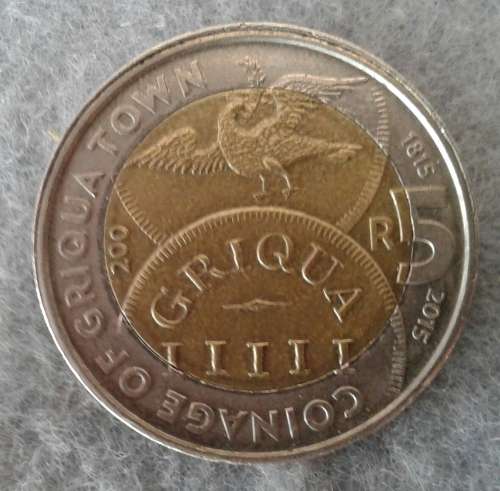 COINAGE OF GRIQUA TOWN
1815
200
R5
GRIQUA
2015
IIIII